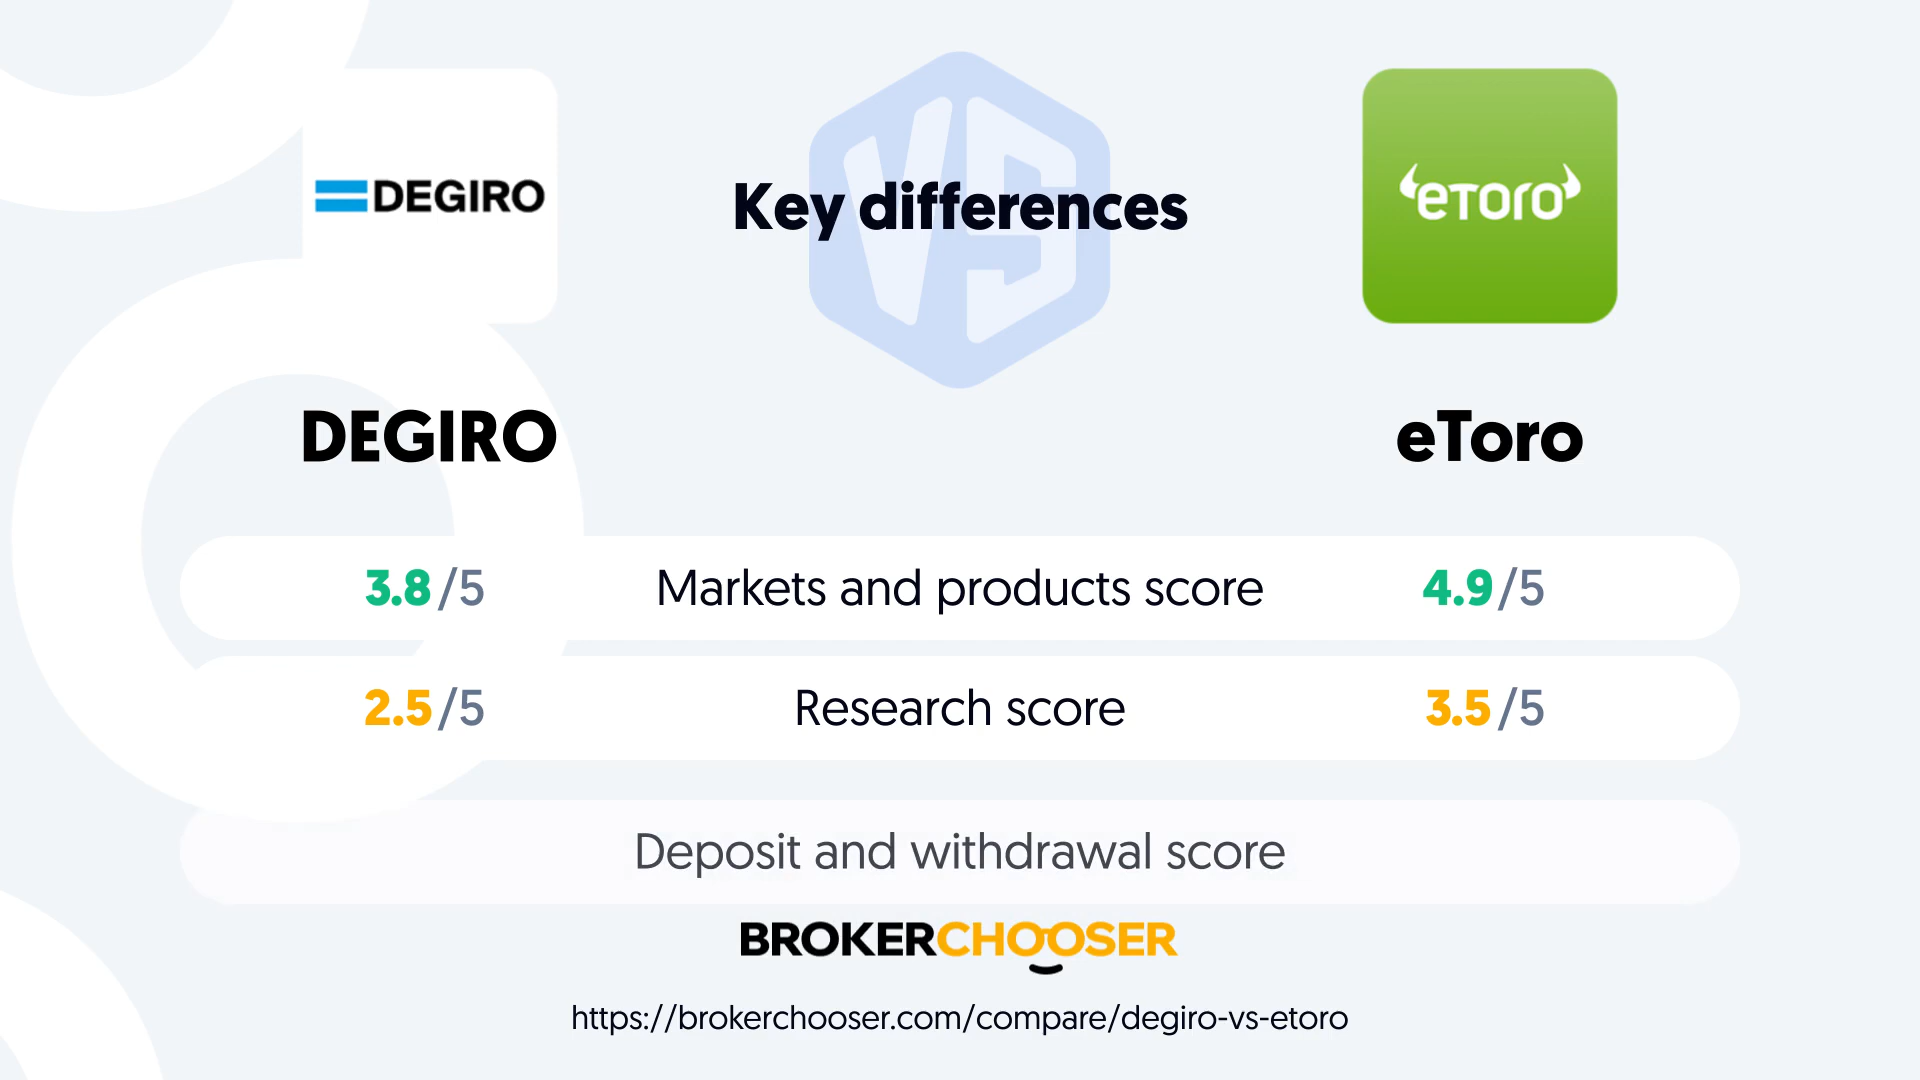 VS
DEGIRO
Key differences
eToro
DEGIRO
eToro
3.8/5 Markets and products score 4.9/5
2.5/5 Research score 3.5/5
Deposit and withdrawal score
BROKERCHOOSER
https://brokerchooser.com/compare/degiro-vs-etoro